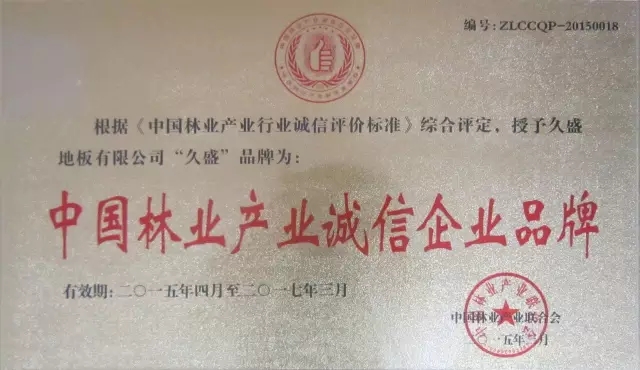 编号:ZLCCQP-20150018
根据《中国林业产业行业诚信评价标准》综合评定，授予久盛
地板有限公司“久盛”品牌为:
中国林业产业诚信企业品牌
有效期:二〇一五年四月至二〇一七年三月
中国林业产业联合会